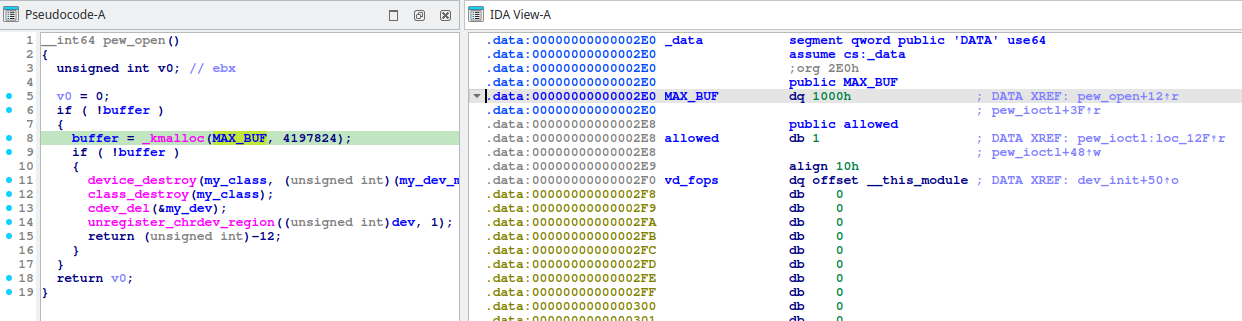 Pseudocode-A
1 __int64 pew_open()
2 {
3 unsigned int v0; // ebx
4
5 v0 = 0;
6 if ( !buffer )
7 {
8 buffer = _kmalloc(MAX_BUF, 4197824);
9 if ( !buffer )
10 {
11 device_destroy(my_class, (unsigned int)(my_dev_m
12 class_destroy(my_class);
13 cdev_del(&my_dev);
14 unregister_chrdev_region((unsigned int)dev, 1);
15 return (unsigned int)-12;
16 }
17 }
18 return v0;
19 }
IDA View-A
.data:00000000000002E0 _data segment qword public 'DATA' use64
.data:00000000000002E0 assume cs:_data
.data:00000000000002E0 ;org 2E0h
.data:00000000000002E0 public MAX_BUF
.data:00000000000002E0 MAX_BUF dq 1000h ; DATA XREF: pew_open+12↑r
.data:00000000000002E0 ; pew_ioctl+3F↑r
.data:00000000000002E8 public allowed
.data:00000000000002E8 allowed db 1 ; DATA XREF: pew_ioctl:loc_12F↑r
.data:00000000000002E8 ; pew_ioctl+48↑w
.data:00000000000002E9 align 10h
.data:00000000000002F0 vd_fops dq offset __this_module ; DATA XREF: dev_init+50↑o
.data:00000000000002F8 db 0
.data:00000000000002F9 db 0
.data:00000000000002FA db 0
.data:00000000000002FB db 0
.data:00000000000002FC db 0
.data:00000000000002FD db 0
.data:00000000000002FE db 0
.data:00000000000002FF db 0
.data:0000000000000300 db 0
.data:0000000000000301 db 0